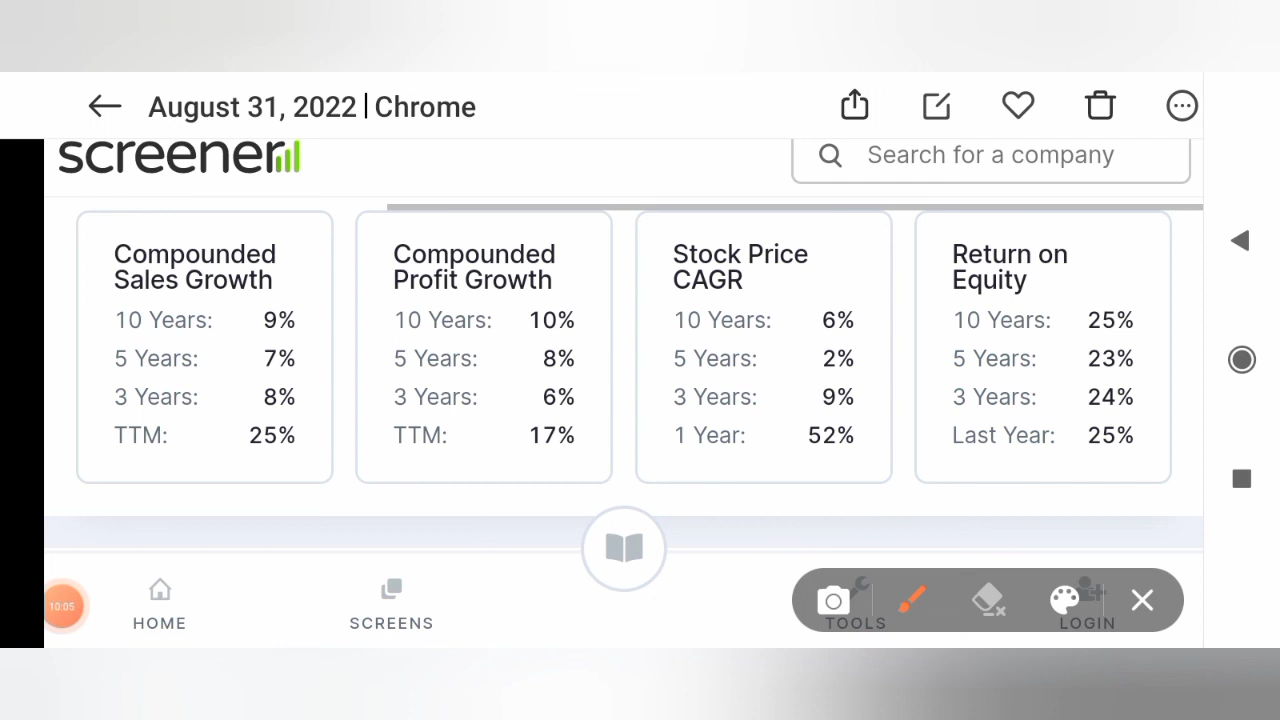 August 31, 2022 | Chrome
screener
Search for a company
Compounded
Sales Growth
10 Years: 9%
5 Years: 7%
3 Years: 8%
TTM: 25%
Compounded
Profit Growth
10 Years: 10%
5 Years: 8%
3 Years: 6%
TTM: 17%
Stock Price
CAGR
10 Years: 6%
5 Years: 2%
3 Years: 9%
1 Year: 52%
Return on
Equity
10 Years: 25%
5 Years: 23%
3 Years: 24%
Last Year: 25%
10:05
HOME
SCREENS
TOOLS
LOGIN